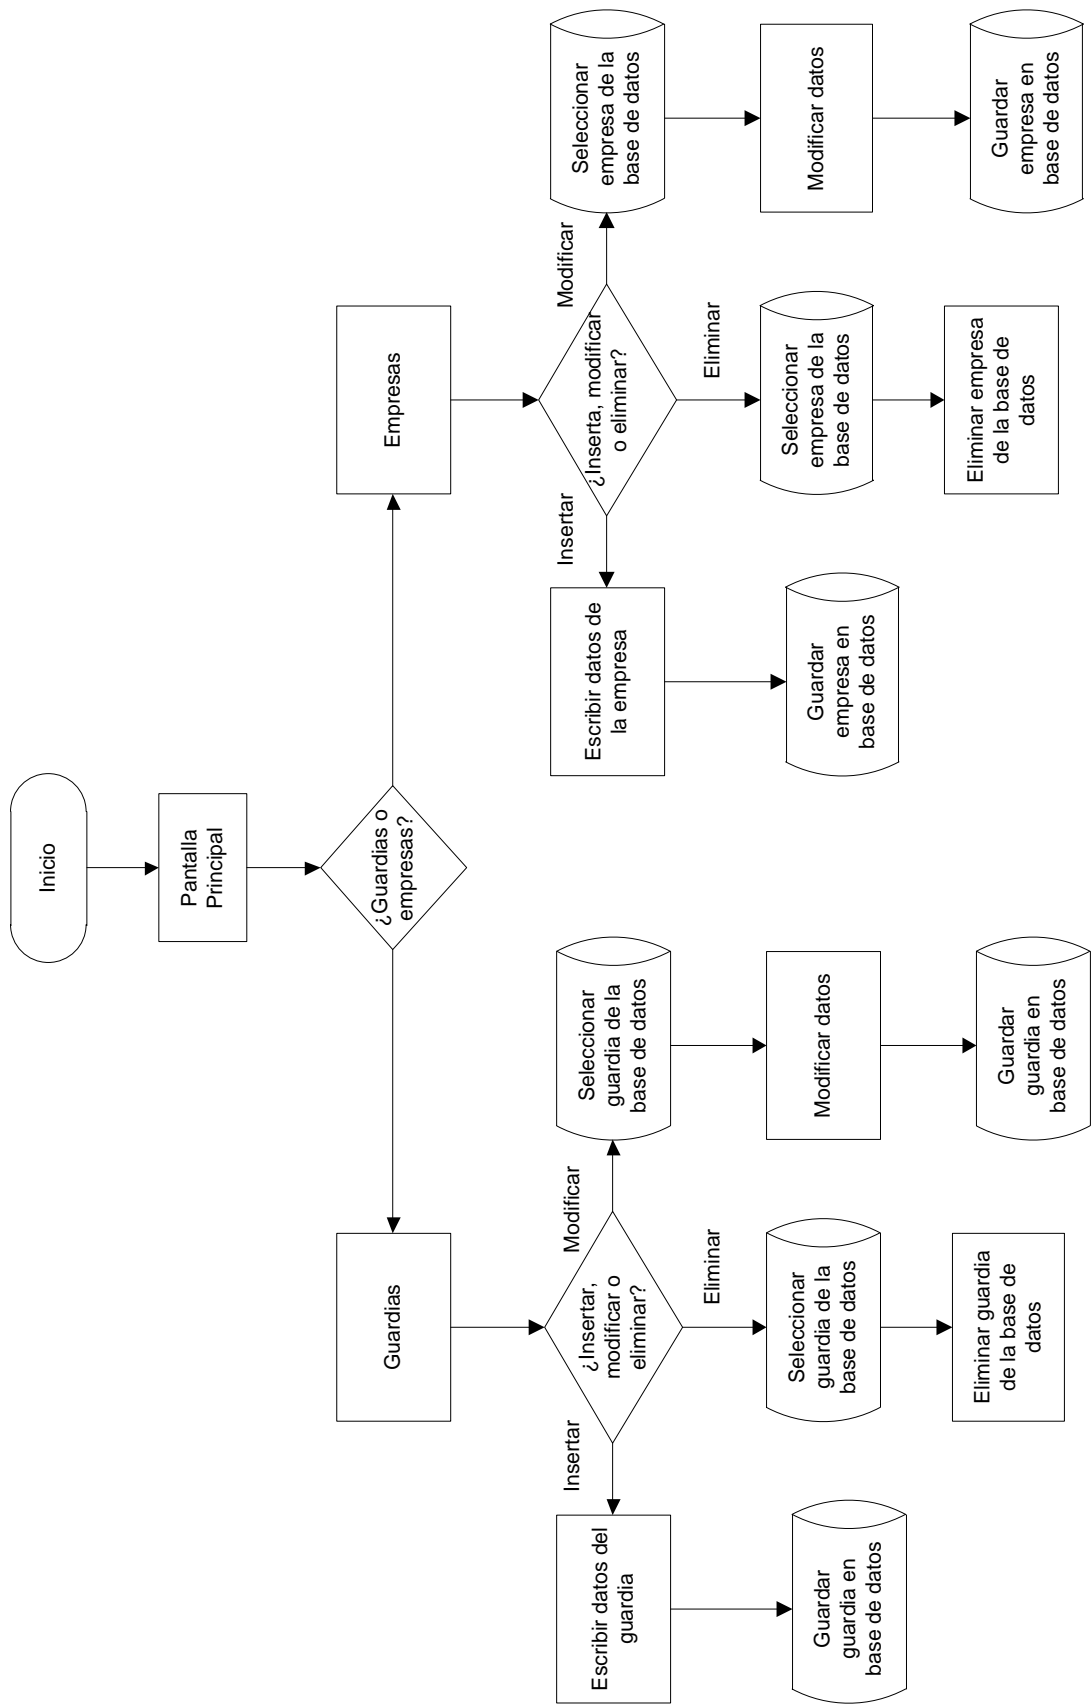 Inicio
Pantalla
Principal
¿Guardias o
empresas?
Guardias
¿Insertar,
modificar o
eliminar?
Insertar
Eliminar
Modificar
Escribir datos del
guardia
Guardar
guardia en
base de datos
Seleccionar
guardia de la
base de datos
Eliminar guardia
de la base de
datos
Seleccionar
guardia de la
base de datos
Modificar datos
Guardar
guardia en
base de datos
Empresas
¿Inserta, modificar
o eliminar?
Insertar
Eliminar
Modificar
Escribir datos de
la empresa
Guardar
empresa en
base de datos
Seleccionar
empresa de la
base de datos
Eliminar empresa
de la base de
datos
Seleccionar
empresa de la
base de datos
Modificar datos
Guardar
empresa en
base de datos